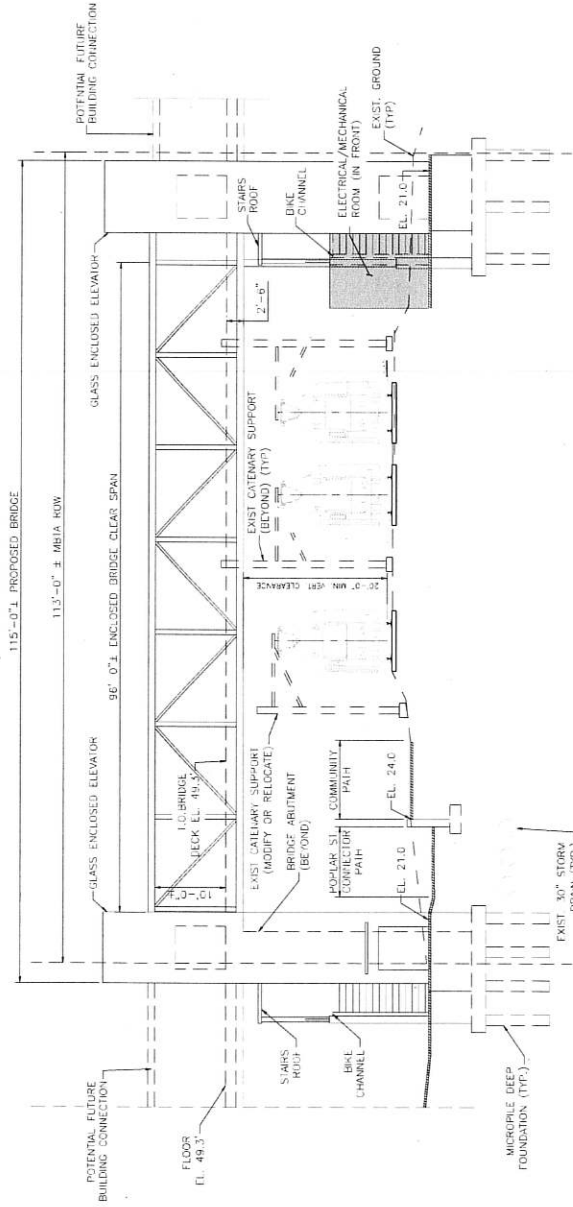 115'-0"± PROPOSED BRIDGE
113'-0" ± MBTA ROW
96' 0"± ENCLOSED BRIDGE CLEAR SPAN
POTENTIAL FUTURE
BUILDING CONNECTION
GLASS ENCLOSED ELEVATOR
GLASS ENCLOSED ELEVATOR
POTENTIAL FUTURE
BUILDING CONNECTION
FLOOR
EL. 49.3'
10'-0"±
T.O.BRIDGE
DECK EL. 49.3'
2'-6"
STAIRS
ROOF
BIKE
CHANNEL
ELECTRICAL/MECHANICAL
ROOM (IN FRONT)
EXIST. GROUND
(TYP)
EL. 21.0
EXIST CATENARY SUPPORT
(BEYOND) (TYP)
20'-0" MIN VERT CLEARANCE
EXIST CATENARY SUPPORT
(MODIFY OR RELOCATE)
BRIDGE ABUTMENT
(BEYOND)
STAIRS
ROOF
BIKE
CHANNEL
POPLAR ST.
CONNECTOR
PATH
COMMUNITY
PATH
EL. 21.0
EL. 24.0
MICROPILE DEEP
FOUNDATION (TYP.)
EXIST 30" STORM